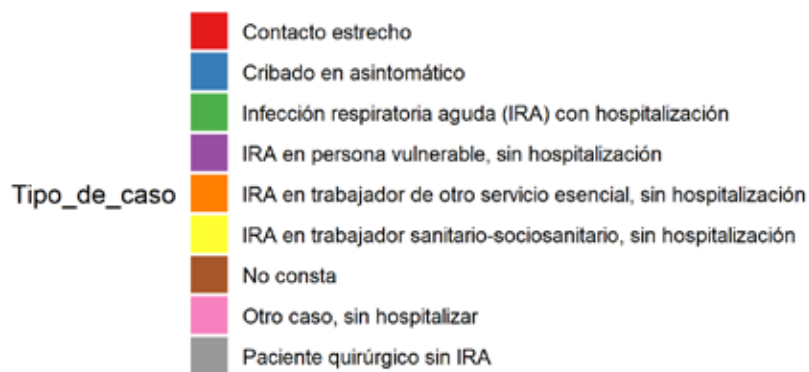 Contacto estrecho
Cribado en asintomático
Infección respiratoria aguda (IRA) con hospitalización
IRA en persona vulnerable, sin hospitalización
Tipo_de_caso
IRA en trabajador de otro servicio esencial, sin hospitalización
IRA en trabajador sanitario-sociosanitario, sin hospitalización
No consta
Otro caso, sin hospitalizar
Paciente quirúrgico sin IRA